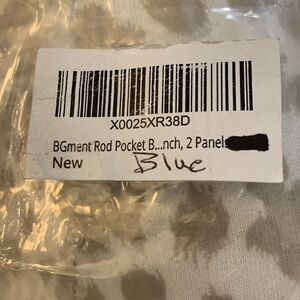 X0025XR38D
BGment Rod Pocket B...nch, 2 Panel
New
Blue